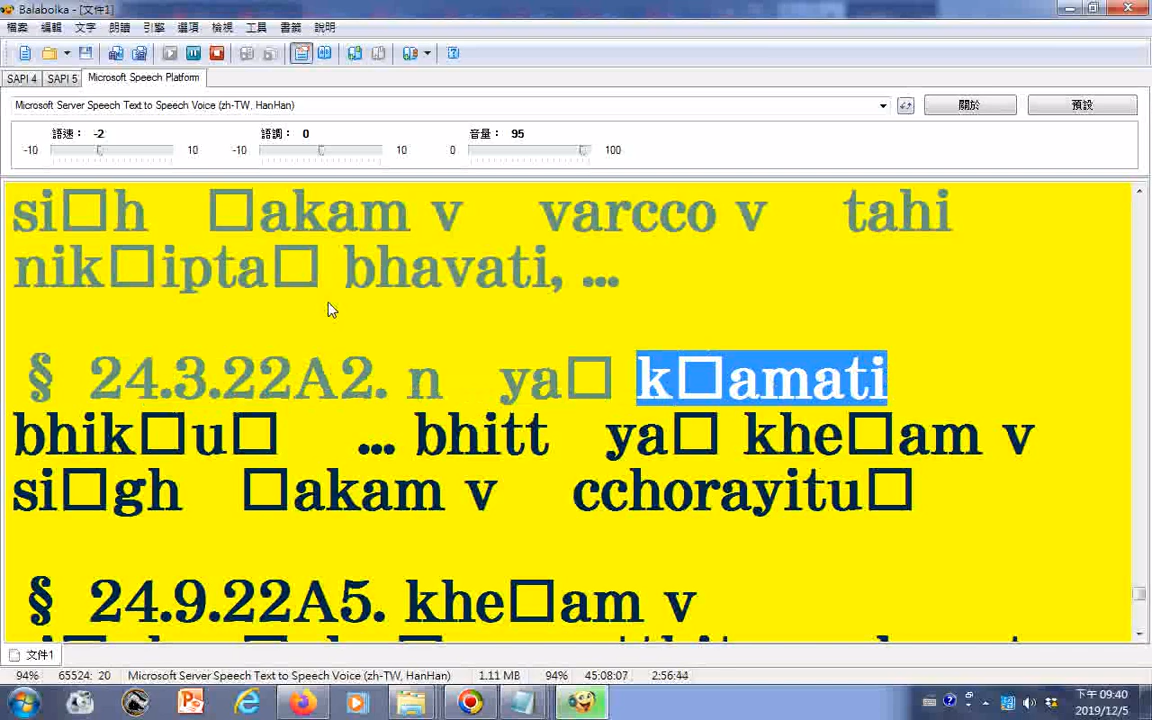 Balabolka - [文件1]
檔案 編輯 文字 朗讀 引擎 選項 檢視 工具 書籤 說明
SAPI 4 SAPI 5 Microsoft Speech Platform
Microsoft Server Speech Text to Speech Voice (zh-TW, HanHan) 關於 預設
語速： -2 語調： 0 音量： 95
-10 10 -10 10 0 100
si□h □akam v varcco v tahi
nik□ipta□ bhavati, ...
§ 24.3.22A2. n ya□ k□amati
bhik□u□ ... bhitt ya□ khe□am v
si□gh □akam v cchorayitu□
§ 24.9.22A5. khe□am v
文件1
94% 65524: 20 Microsoft Server Speech Text to Speech Voice (zh-TW, HanHan) 1.11 MB 94% 45:08:07 2:56:44
下午 09:40
2019/12/5